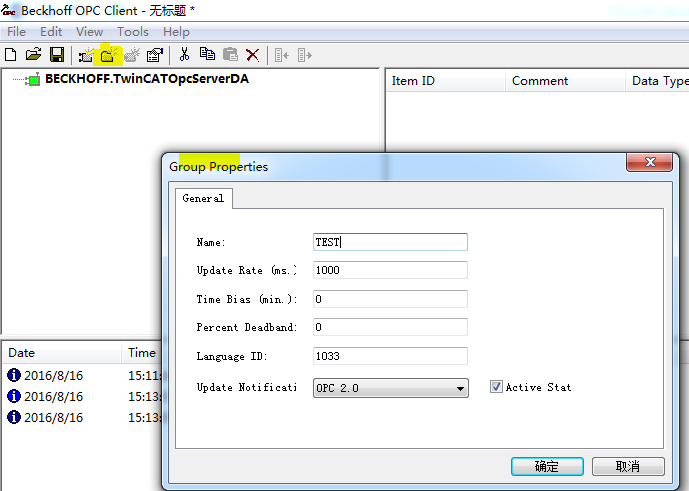 Beckhoff OPC Client - 无标题 *
File Edit View Tools Help
BECKHOFF.TwinCATOpcServerDA
Item ID Comment Data Type
Group Properties
General
Name: TEST
Update Rate (ms.) 1000
Time Bias (min.): 0
Percent Deadband: 0
Language ID: 1033
Update Notificati OPC 2.0 Active Stat
确定 取消
Date Time
2016/8/16 15:11:
2016/8/16 15:13:
2016/8/16 15:13: